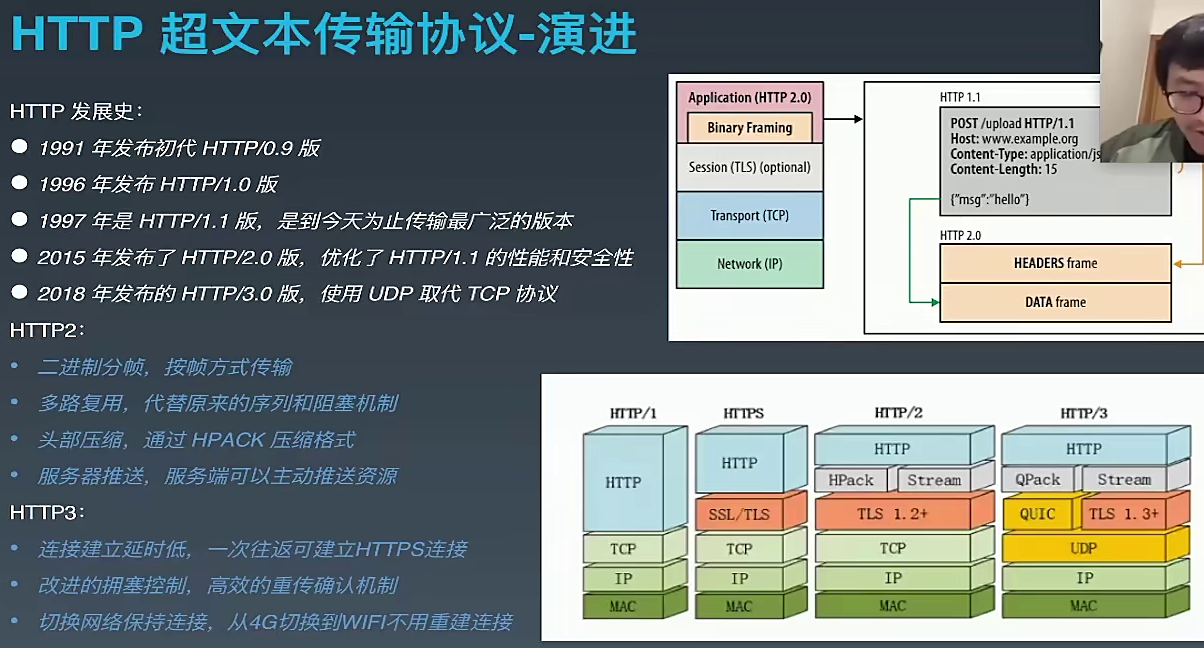 HTTP 超文本传输协议-演进
HTTP 发展史：
1991 年发布初代 HTTP/0.9 版
1996 年发布 HTTP/1.0 版
1997 年是 HTTP/1.1 版，是到今天为止传输最广泛的版本
2015 年发布了 HTTP/2.0 版，优化了 HTTP/1.1 的性能和安全性
2018 年发布的 HTTP/3.0 版，使用 UDP 取代 TCP 协议
HTTP2：
二进制分帧，按帧方式传输
多路复用，代替原来的序列和阻塞机制
头部压缩，通过 HPACK 压缩格式
服务器推送，服务端可以主动推送资源
HTTP3：
连接建立延时低，一次往返可建立HTTPS连接
改进的拥塞控制，高效的重传确认机制
切换网络保持连接，从4G切换到WIFI不用重建连接
Application (HTTP 2.0)
Binary Framing
Session (TLS) (optional)
Transport (TCP)
Network (IP)
HTTP 1.1
POST /upload HTTP/1.1
Host: www.example.org
Content-Type: application/js
Content-Length: 15
{"msg":"hello"}
HTTP 2.0
HEADERS frame
DATA frame
HTTP/1 HTTPS HTTP/2 HTTP/3
HTTP HTTP HTTP HTTP
HPack Stream QPack Stream
SSL/TLS TLS 1.2+ QUIC TLS 1.3+
TCP TCP TCP UDP
IP IP IP IP
MAC MAC MAC MAC